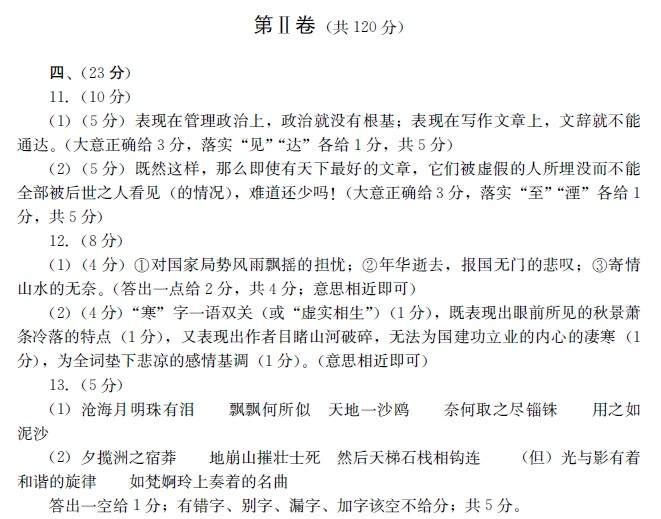 第Ⅱ卷（共 120 分）
四、（23 分）
11.（10 分）
（1）（5 分）表现在管理政治上，政治就没有根基；表现在写作文章上，文辞就不能
通达。（大意正确给 3 分，落实“见”“达”各给 1 分，共 5 分）
（2）（5 分）既然这样，那么即使有天下最好的文章，它们被虚假的人所埋没而不能
全部被后世之人看见（的情况），难道还少吗！（大意正确给 3 分，落实“至”“湮”各给 1
分，共 5 分）
12.（8 分）
（1）（4 分）①对国家局势风雨飘摇的担忧；②年华逝去，报国无门的悲叹；③寄情
山水的无奈。（答出一点给 2 分，共 4 分；意思相近即可）
（2）（4 分）“寒”字一语双关（或“虚实相生”）（1 分），既表现出眼前所见的秋景萧
条冷落的特点（1 分），又表现出作者目睹山河破碎，无法为国建功立业的内心的凄寒（1
分），为全词垫下悲凉的感情基调（1 分）。（意思相近即可）
13.（5 分）
（1）沧海月明珠有泪　　飘飘何所似　天地一沙鸥　　奈何取之尽锱铢　　用之如
泥沙
（2）夕揽洲之宿莽　　地崩山摧壮士死　然后天梯石栈相钩连　　（但）光与影有着
和谐的旋律　　如梵婀玲上奏着的名曲
答出一空给 1 分；有错字、别字、漏字、加字该空不给分；共 5 分。